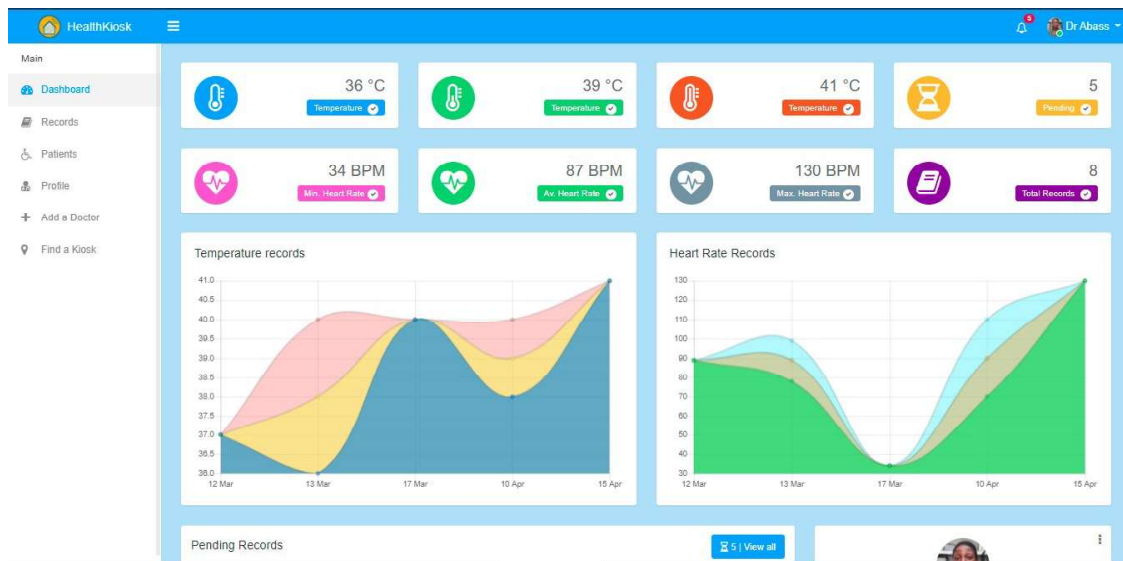 HealthKiosk
5
Dr Abass
Main
Dashboard
Records
Patients
Profile
Add a Doctor
Find a Kiosk
36 °C
Temperature
39 °C
Temperature
41 °C
Temperature
5
Pending
34 BPM
Min. Heart Rate
87 BPM
Av. Heart Rate
130 BPM
Max. Heart Rate
8
Total Records
Temperature records
41.0
40.5
40.0
39.5
39.0
38.5
38.0
37.5
37.0
36.5
36.0
12 Mar 13 Mar 17 Mar 10 Apr 15 Apr
Heart Rate Records
130
120
110
100
90
80
70
60
50
40
30
12 Mar 13 Mar 17 Mar 10 Apr 15 Apr
Pending Records
5 | View all